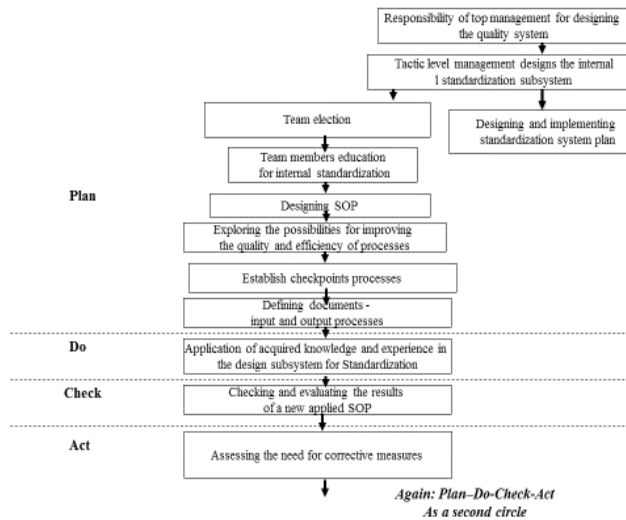 Responsibility of top management for designing
the quality system
Tactic level management designs the internal
l standardization subsystem
Team election
Designing and implementing
standardization system plan
Team members education
for internal standardization
Plan
Designing SOP
Exploring the possibilities for improving
the quality and efficiency of processes
Establish checkpoints processes
Defining documents -
input and output processes
Do
Application of acquired knowledge and experience in
the design subsystem for Standardization
Check
Checking and evaluating the results
of a new applied SOP
Act
Assessing the need for corrective measures
Again: Plan–Do-Check-Act
As a second circle